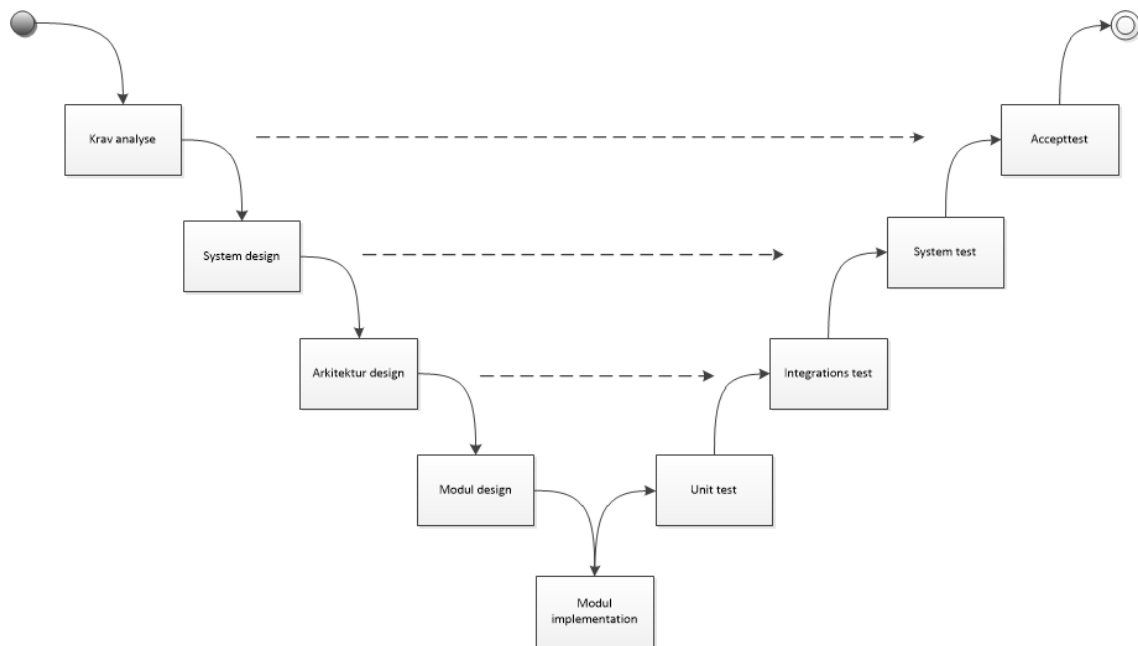 Krav analyse
Accepttest
System design
System test
Arkitektur design
Integrations test
Modul design
Unit test
Modul
implementation